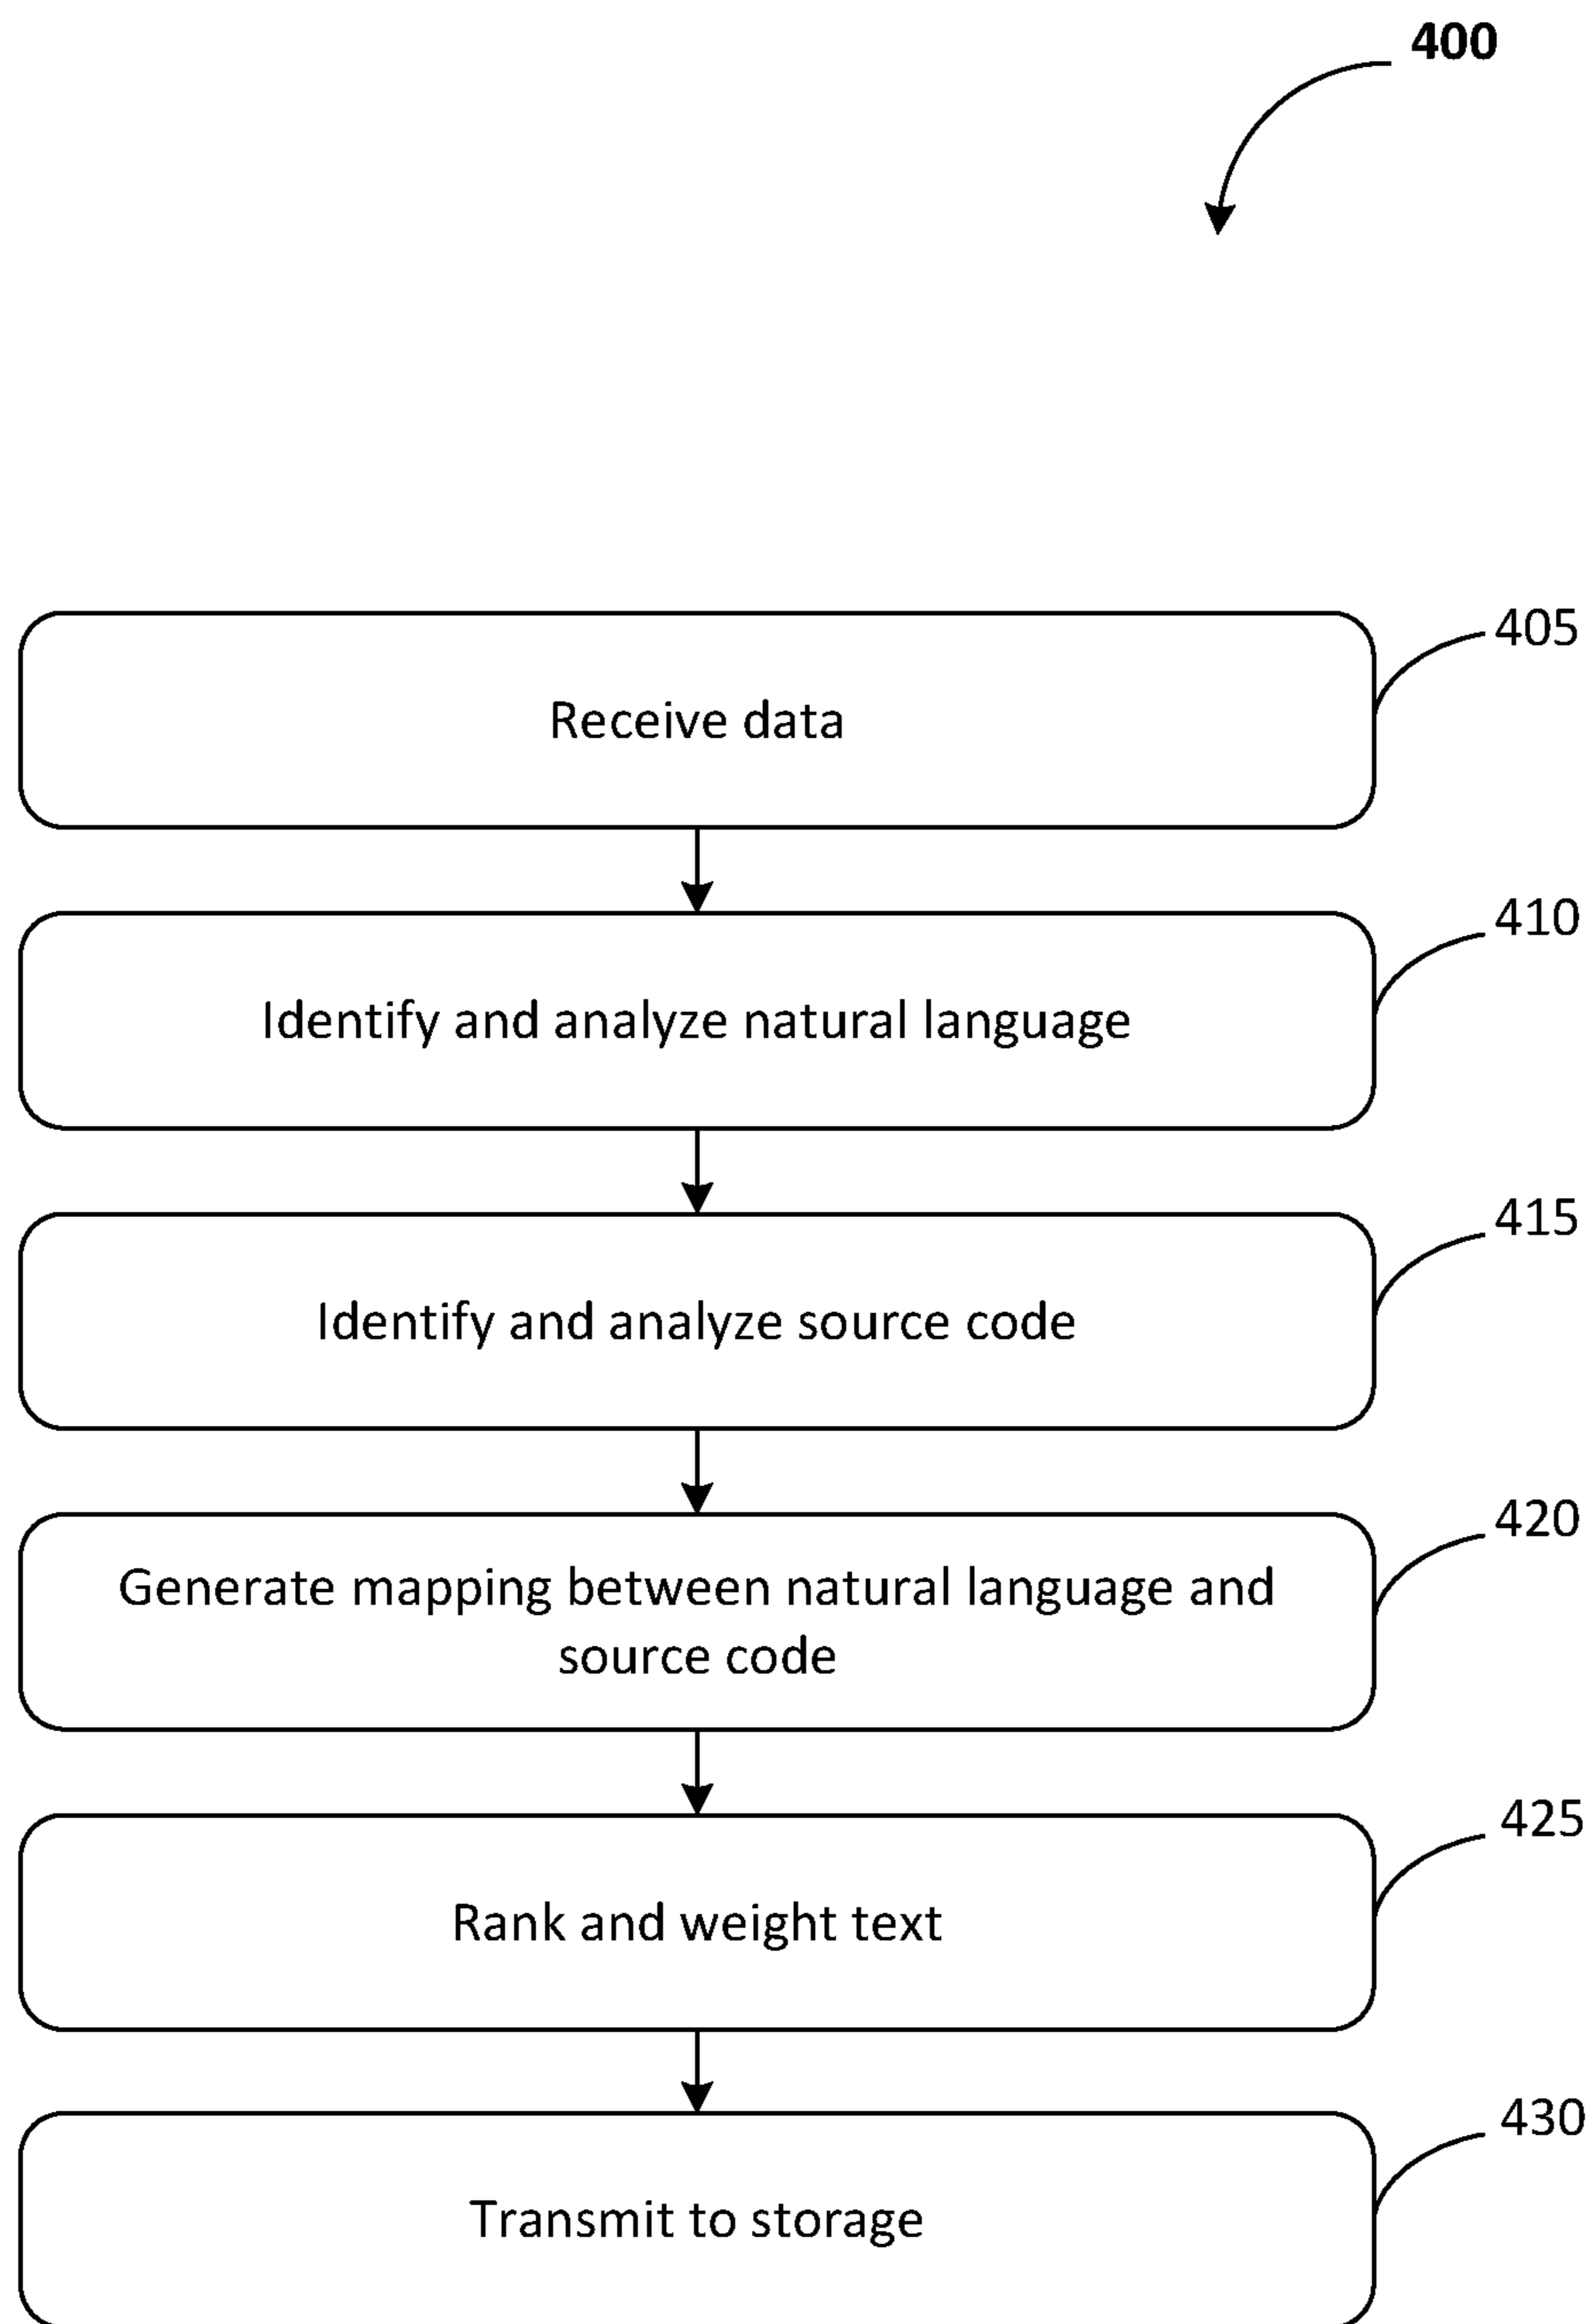 400
405
Receive data
410
Identify and analyze natural language
415
Identify and analyze source code
420
Generate mapping between natural language and
source code
425
Rank and weight text
430
Transmit to storage